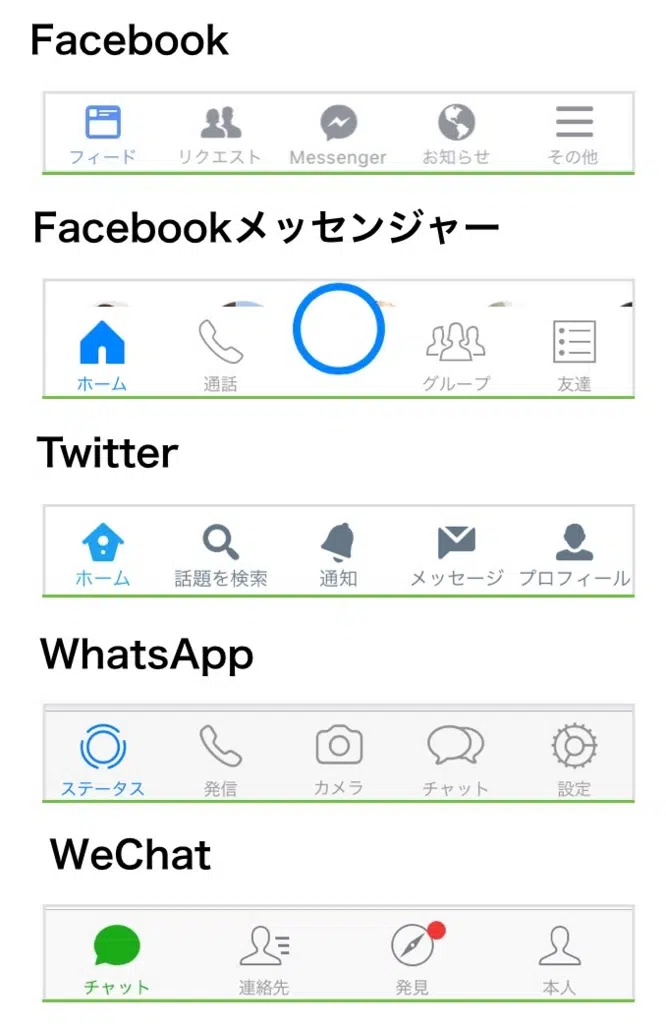 Facebook
フィード リクエスト Messenger お知らせ その他
Facebookメッセンジャー
ホーム 通話 グループ 友達
Twitter
ホーム 話題を検索 通知 メッセージ プロフィール
WhatsApp
ステータス 発信 カメラ チャット 設定
WeChat
チャット 連絡先 発見 本人